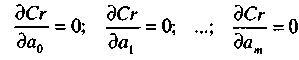 ∂Cr/∂a₀ = 0; ∂Cr/∂a₁ = 0; ...; ∂Cr/∂aₘ = 0